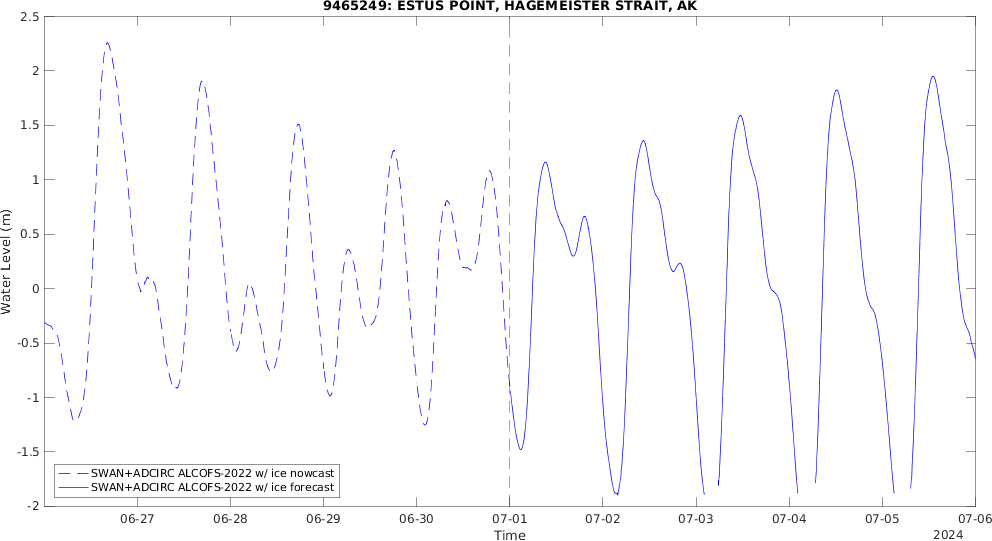 9465249: ESTUS POINT, HAGEMEISTER STRAIT, AK
2.5
2
1.5
1
0.5
0
-0.5
-1
-1.5
-2
Water Level (m)
SWAN+ADCIRC ALCOFS-2022 w/ ice nowcast
SWAN+ADCIRC ALCOFS-2022 w/ ice forecast
06-27 06-28 06-29 06-30 07-01 07-02 07-03 07-04 07-05 07-06
Time
2024